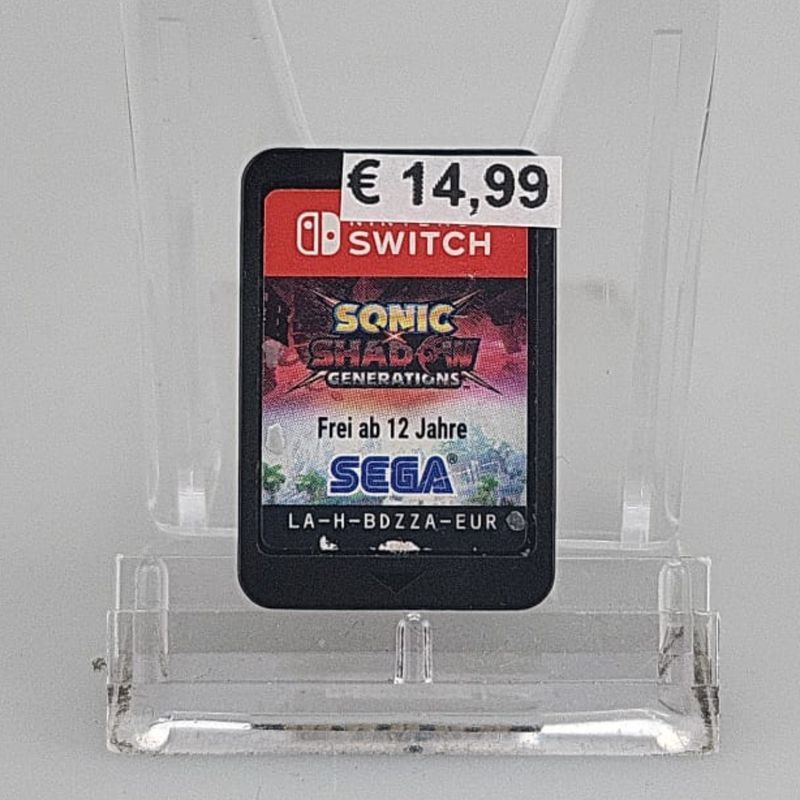 € 14,99
SWITCH
SONIC
×
SHADOW
GENERATIONS
Frei ab 12 Jahre
SEGA®
LA-H-BDZZA-EUR